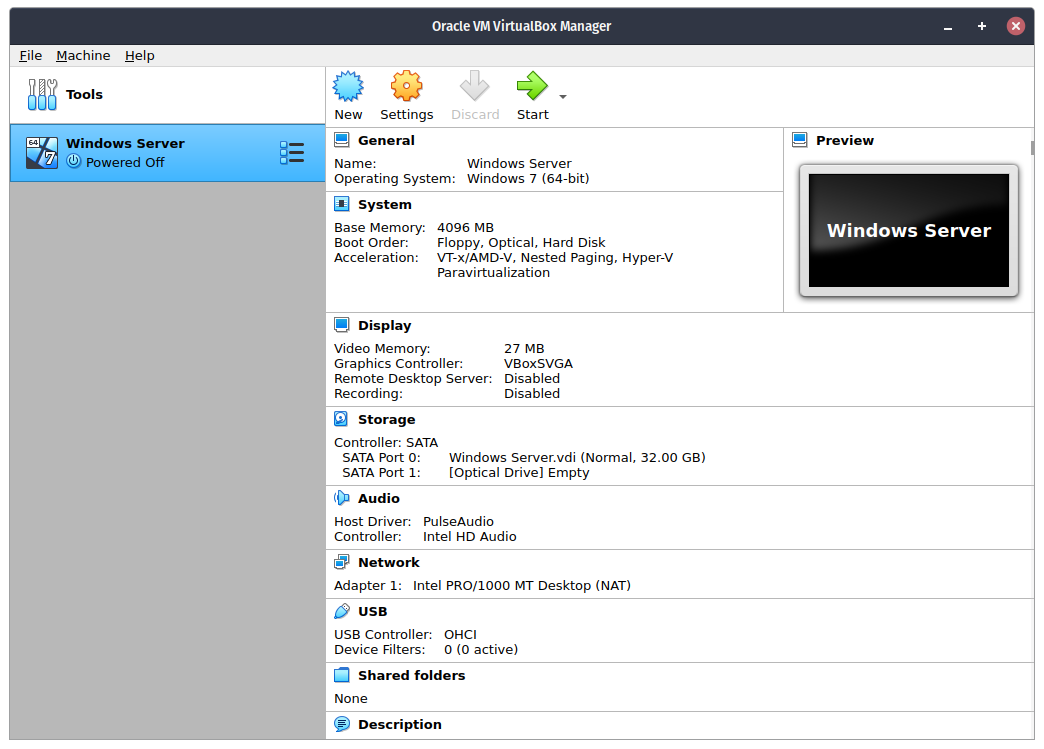 Oracle VM VirtualBox Manager
File Machine Help
Tools
New Settings Discard Start
64
7
Windows Server
Powered Off
General
Name: Windows Server
Operating System: Windows 7 (64-bit)
Preview
Windows Server
System
Base Memory: 4096 MB
Boot Order: Floppy, Optical, Hard Disk
Acceleration: VT-x/AMD-V, Nested Paging, Hyper-V
Paravirtualization
Display
Video Memory: 27 MB
Graphics Controller: VBoxSVGA
Remote Desktop Server: Disabled
Recording: Disabled
Storage
Controller: SATA
SATA Port 0: Windows Server.vdi (Normal, 32.00 GB)
SATA Port 1: [Optical Drive] Empty
Audio
Host Driver: PulseAudio
Controller: Intel HD Audio
Network
Adapter 1: Intel PRO/1000 MT Desktop (NAT)
USB
USB Controller: OHCI
Device Filters: 0 (0 active)
Shared folders
None
Description